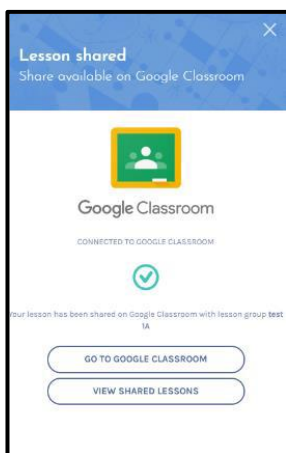 Lesson shared
Share available on Google Classroom
Google Classroom
CONNECTED TO GOOGLE CLASSROOM
Your lesson has been shared on Google Classroom with lesson group test
1A
GO TO GOOGLE CLASSROOM
VIEW SHARED LESSONS